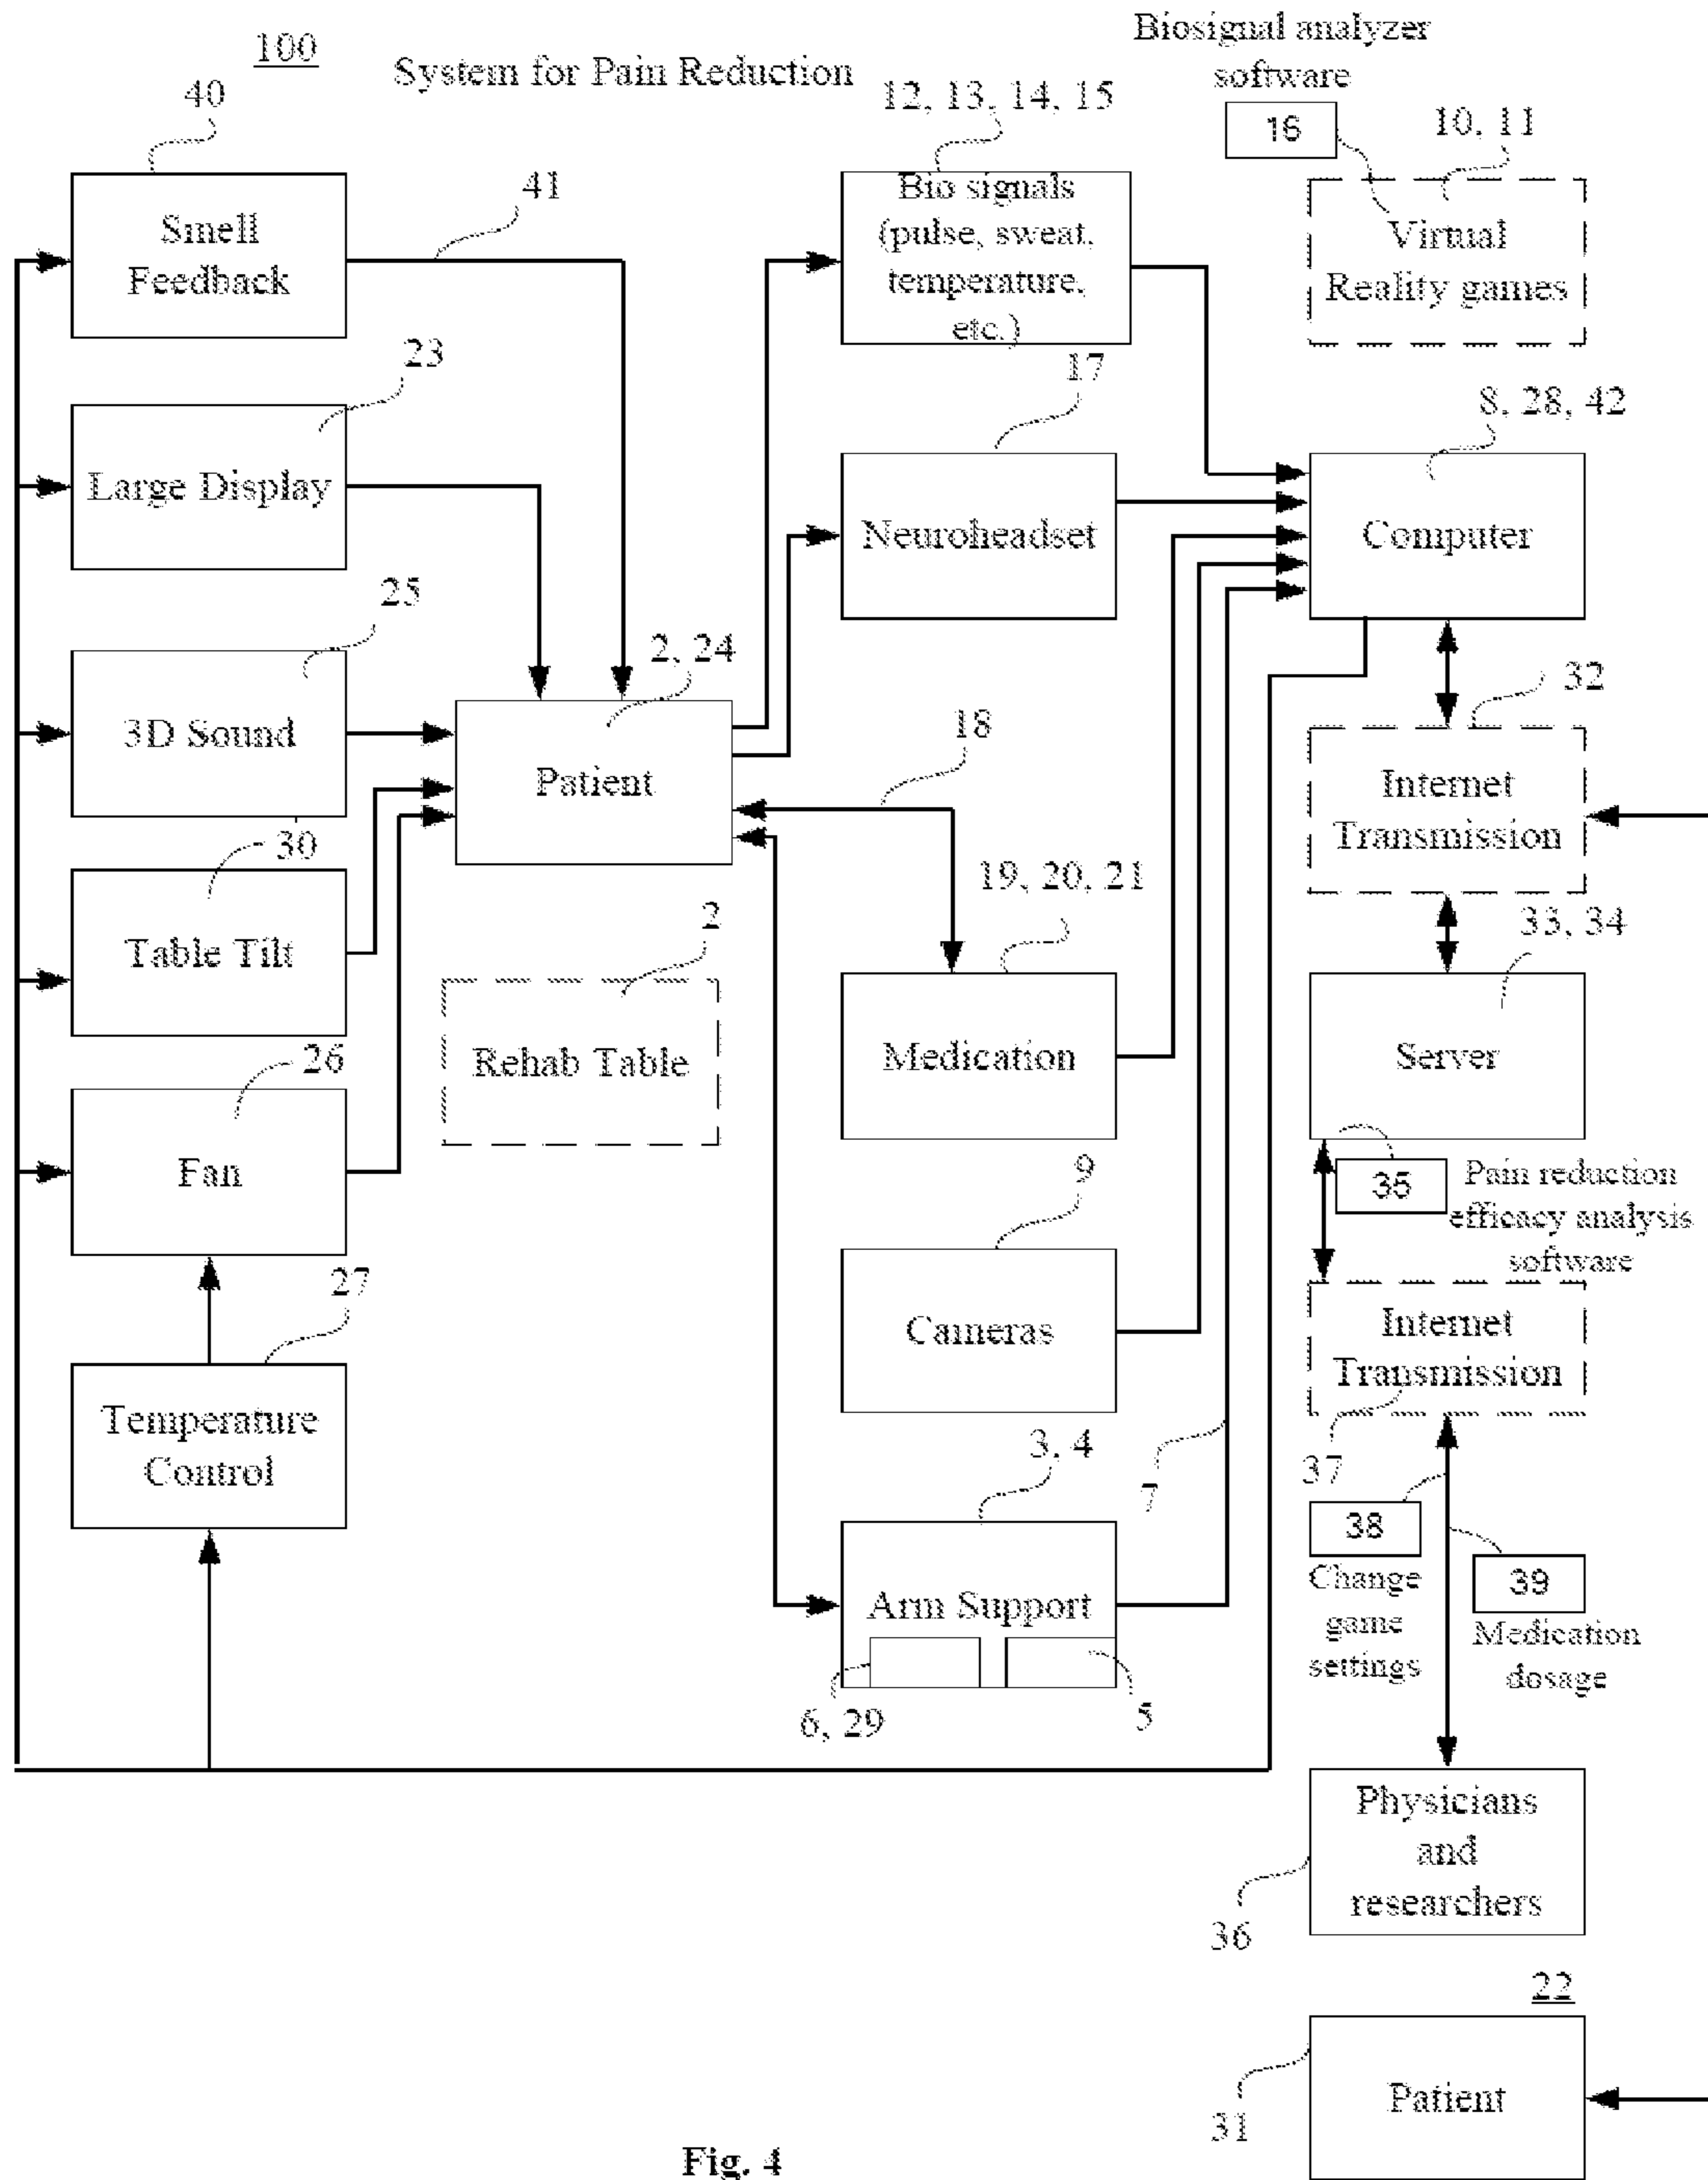 100
System for Pain Reduction
Biosignal analyzer
software
16
40
Smell
Feedback
41
12, 13, 14, 15
Bio signals
(pulse, sweat,
temperature,
etc.)
10, 11
Virtual
Reality games
23
Large Display
17
Neuroheadset
8, 28, 42
Computer
25
3D Sound
2, 24
Patient
18
32
Internet
Transmission
30
Table Tilt
2
Rehab Table
19, 20, 21
Medication
33, 34
Server
26
Fan
9
Cameras
35
Pain reduction
efficacy analysis
software
27
Temperature
Control
Internet
Transmission
37
3, 4
Arm Support
6, 29
5
7
38
Change
game
settings
39
Medication
dosage
Physicians
and
researchers
36
22
Patient
31
Fig. 4